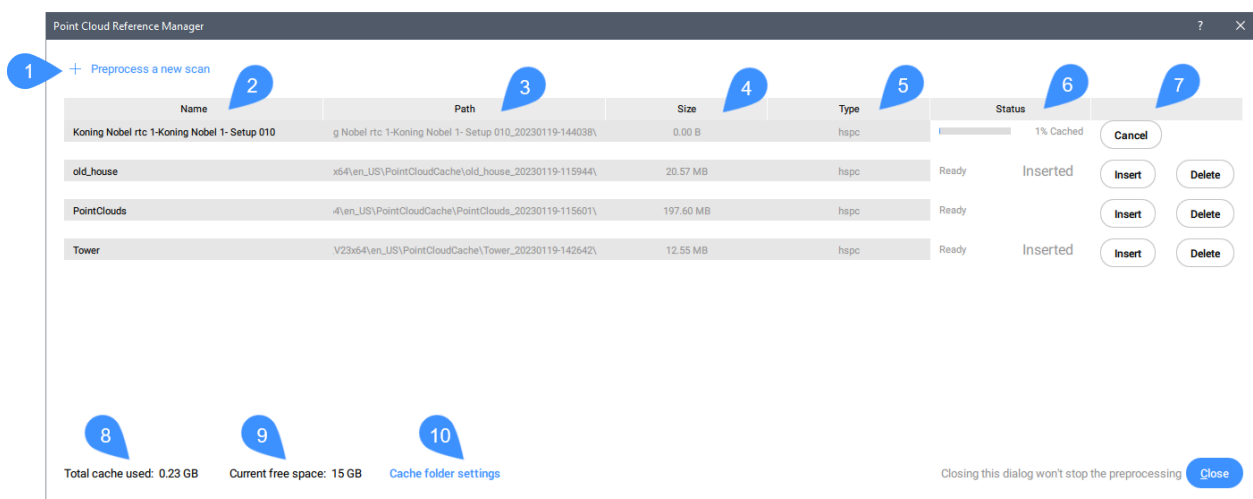 Point Cloud Reference Manager ? ×
1 + Preprocess a new scan
2 3 4 5 6 7
Name Path Size Type Status
Koning Nobel rtc 1-Koning Nobel 1- Setup 010 g Nobel rtc 1-Koning Nobel 1- Setup 010_20230119-144038\ 0.00 B hspc 1% Cached Cancel
old_house x64\en_US\PointCloudCache\old_house_20230119-115944\ 20.57 MB hspc Ready Inserted Insert Delete
PointClouds 4\en_US\PointCloudCache\PointClouds_20230119-115601\ 197.60 MB hspc Ready Insert Delete
Tower V23x64\en_US\PointCloudCache\Tower_20230119-142642\ 12.55 MB hspc Ready Inserted Insert Delete
8 9 10
Total cache used: 0.23 GB Current free space: 15 GB Cache folder settings Closing this dialog won't stop the preprocessing Close